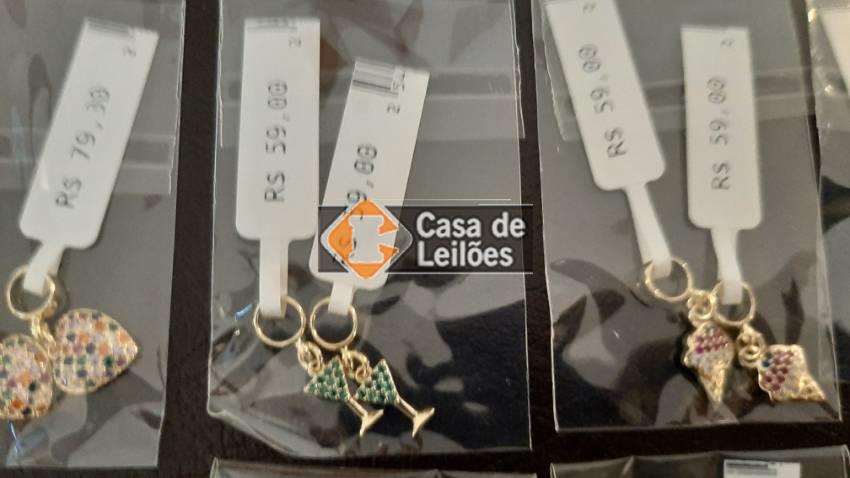 R$ 79,00
R$ 59,00
R$ 59,00
R$ 59,00
Casa de
Leilões